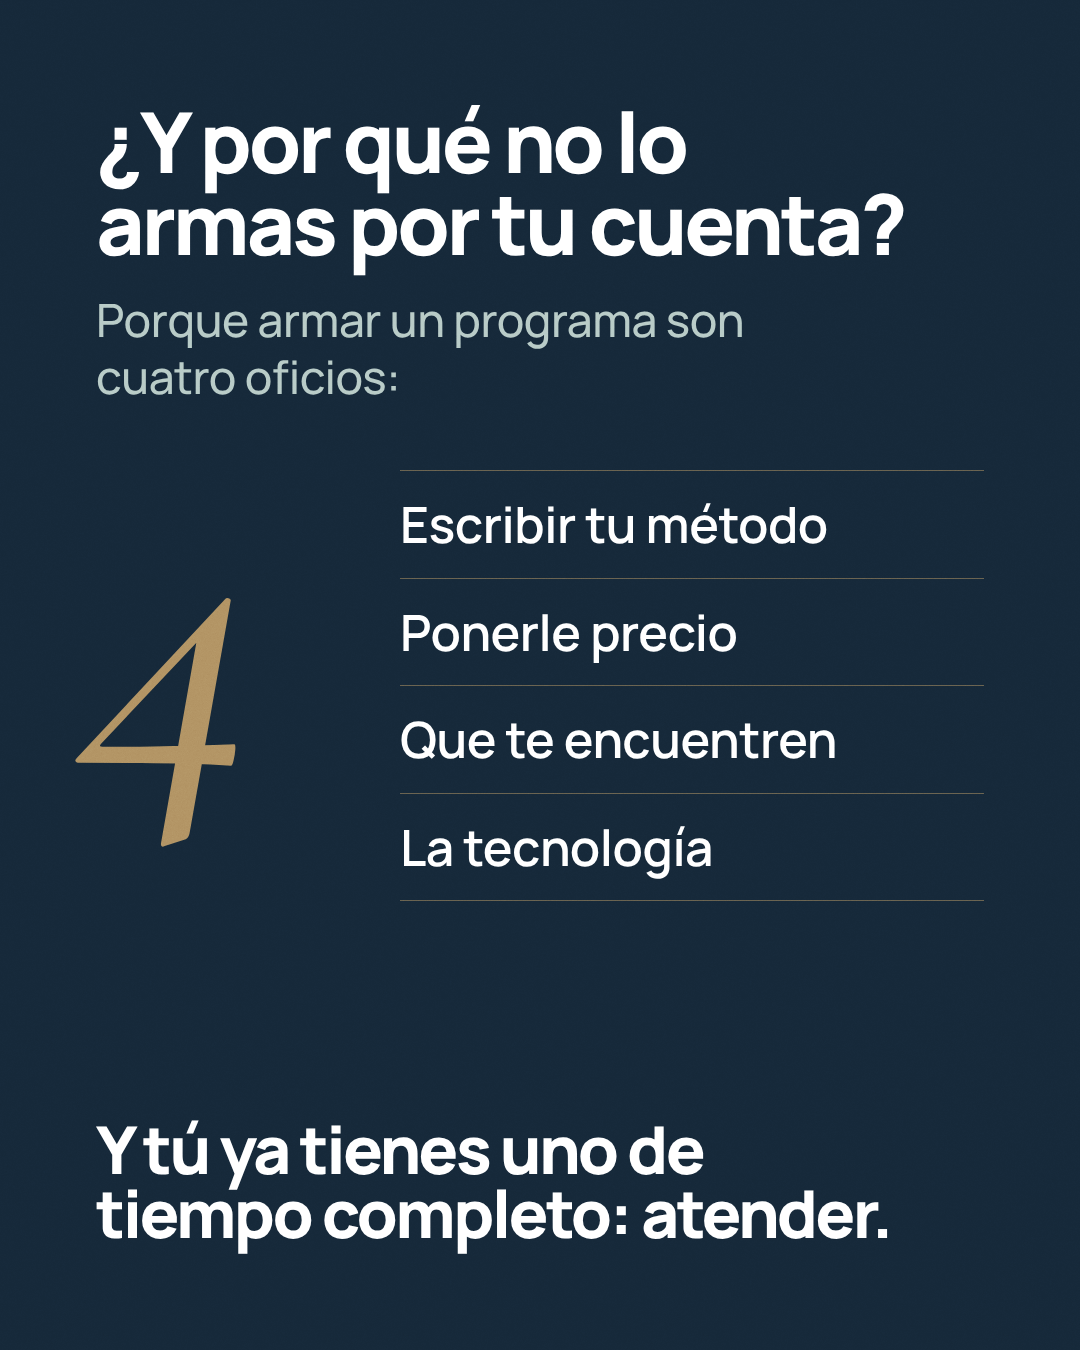 ¿Y por qué no lo
armas por tu cuenta?
Porque armar un programa son
cuatro oficios:
4
Escribir tu método
Ponerle precio
Que te encuentren
La tecnología
Y tú ya tienes uno de
tiempo completo: atender.